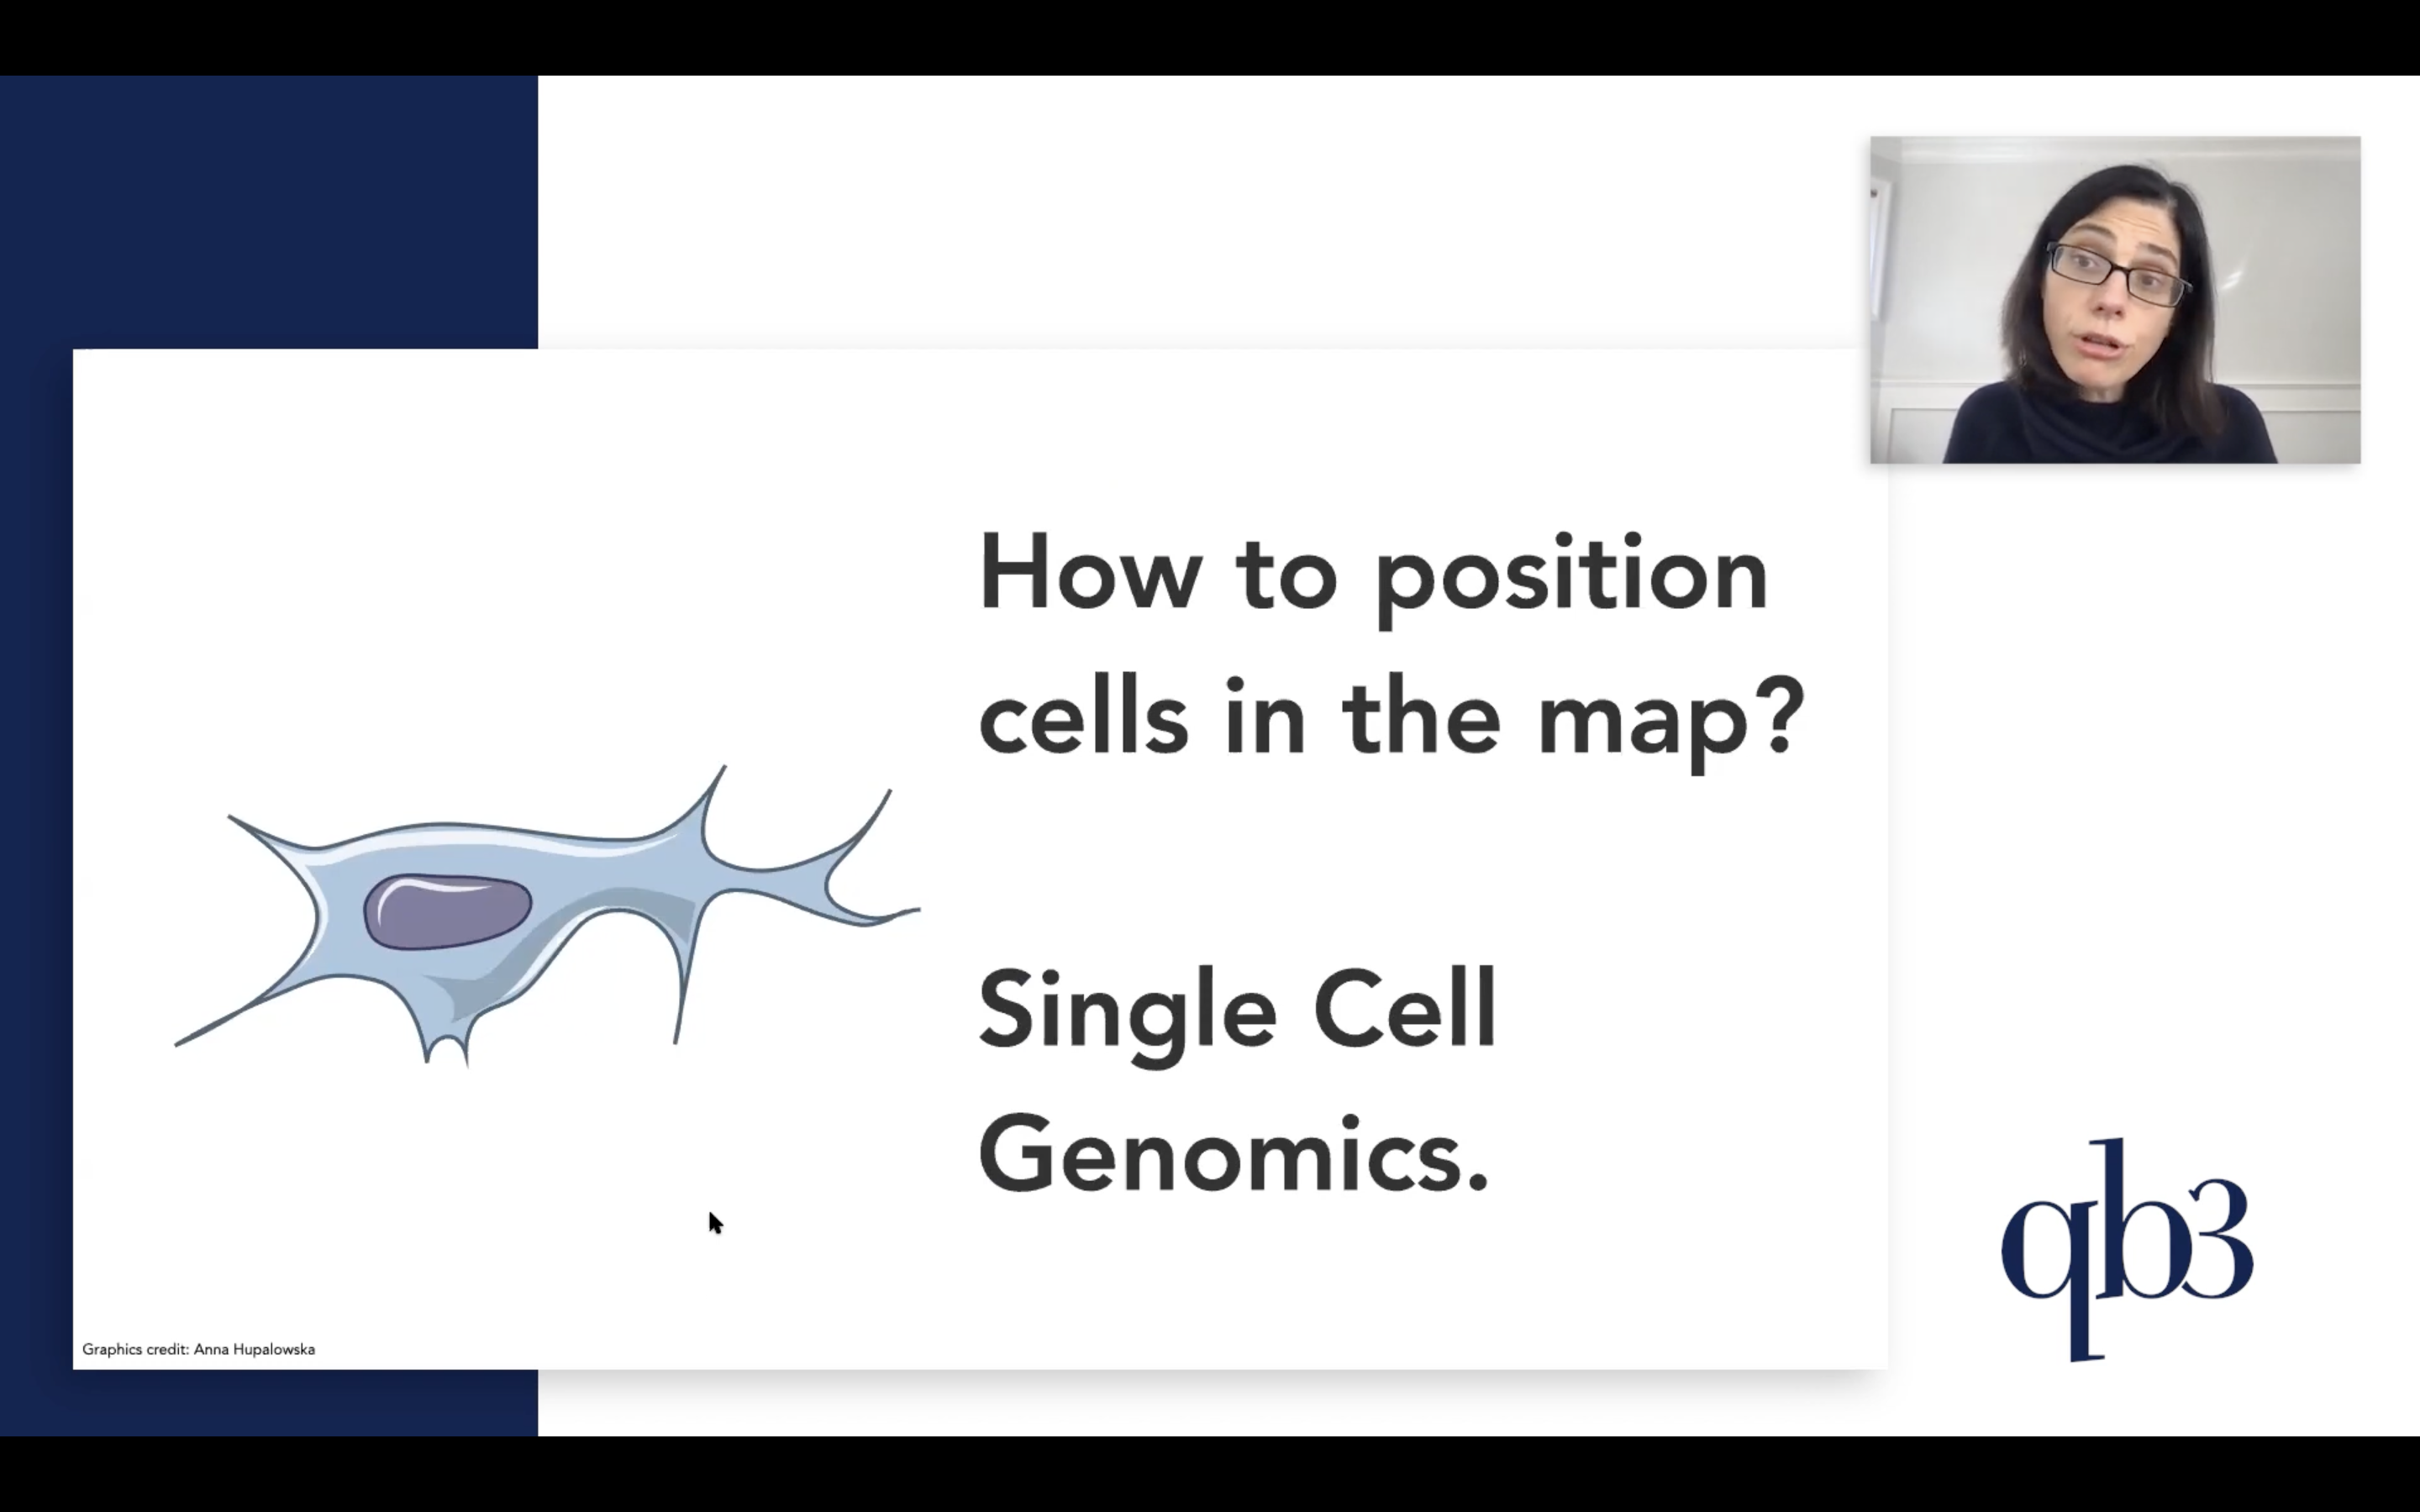 How to position
cells in the map?
Single Cell
Genomics.
Graphics credit: Anna Hupalowska
qb3